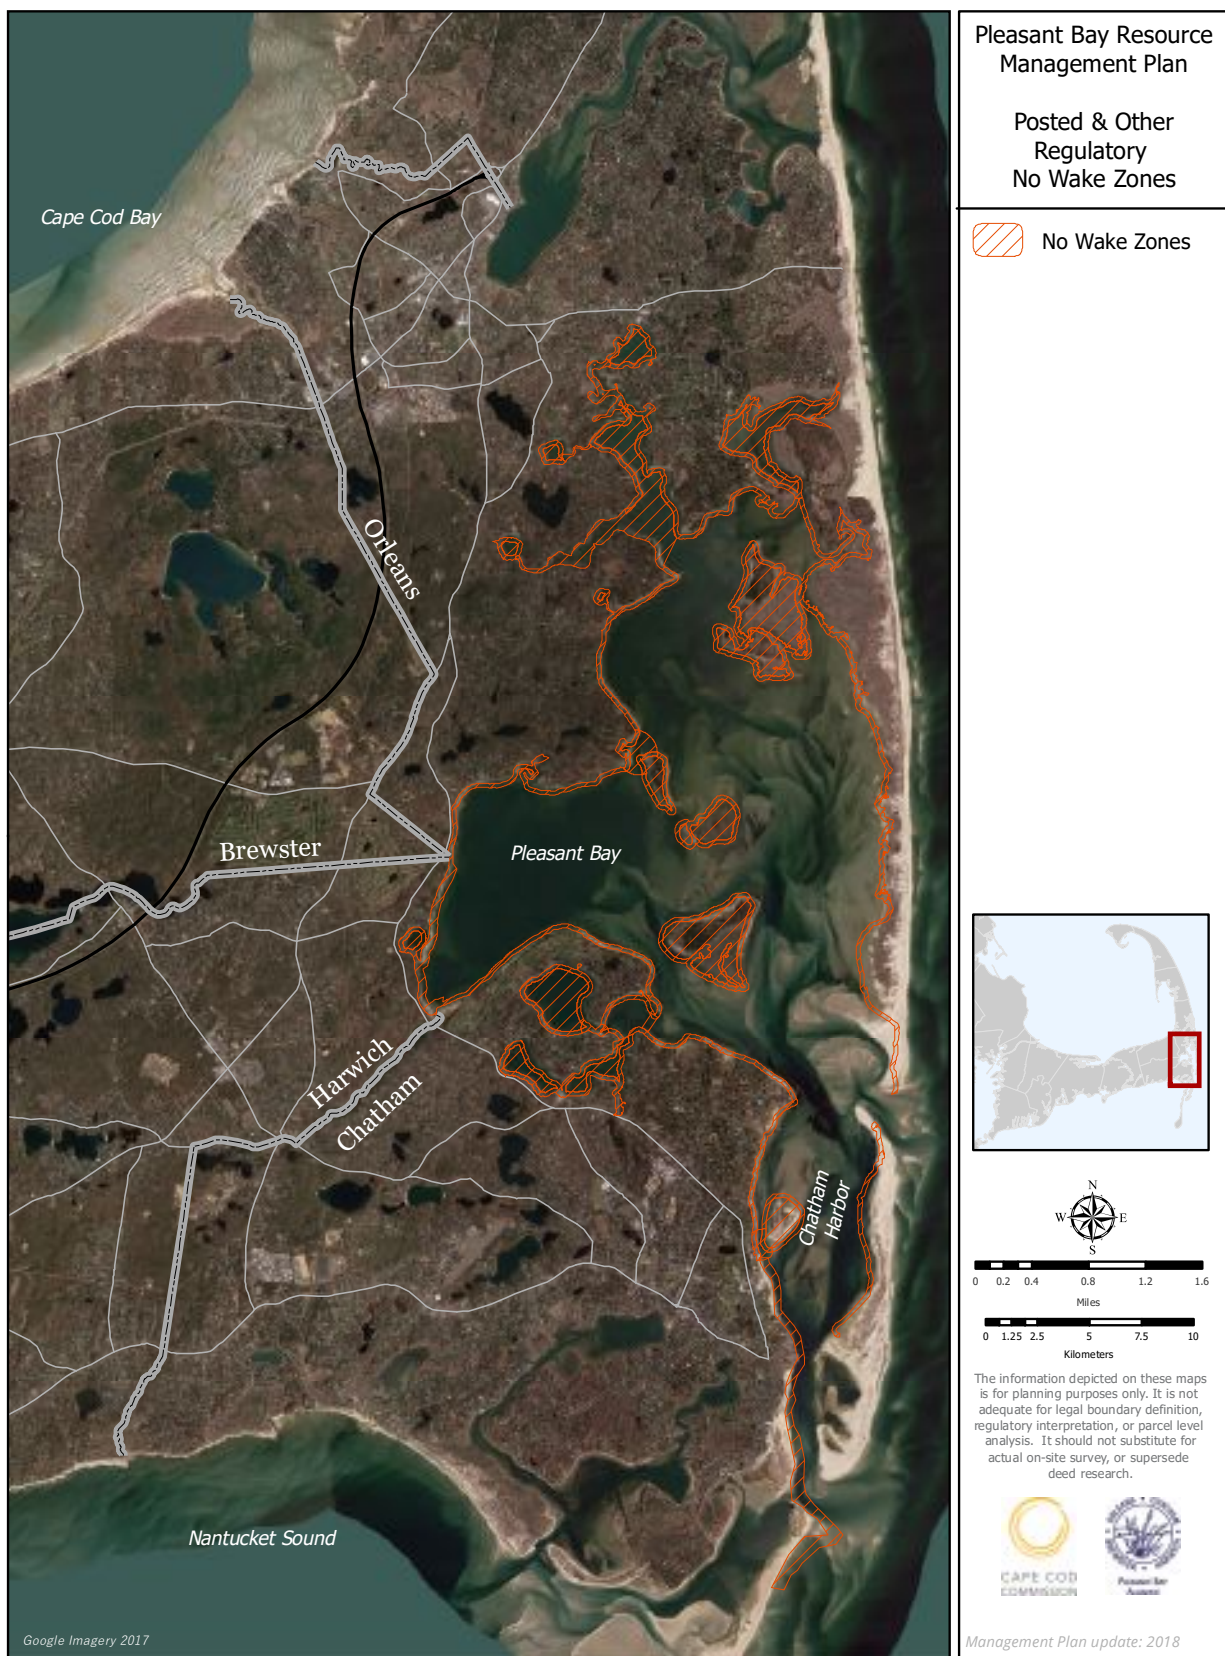 Pleasant Bay Resource
Management Plan
Posted & Other
Regulatory
No Wake Zones
No Wake Zones
Cape Cod Bay
Orleans
Brewster
Pleasant Bay
Harwich
Chatham
Chatham
Harbor
Nantucket Sound
Google Imagery 2017
N
W E
S
0 0.2 0.4 0.8 1.2 1.6
Miles
0 1.25 2.5 5 7.5 10
Kilometers
The information depicted on these maps
is for planning purposes only. It is not
adequate for legal boundary definition,
regulatory interpretation, or parcel level
analysis. It should not substitute for
actual on-site survey, or supersede
deed research.
CAPE COD
COMMISSION
Pleasant Bay
Alliance
Management Plan update: 2018